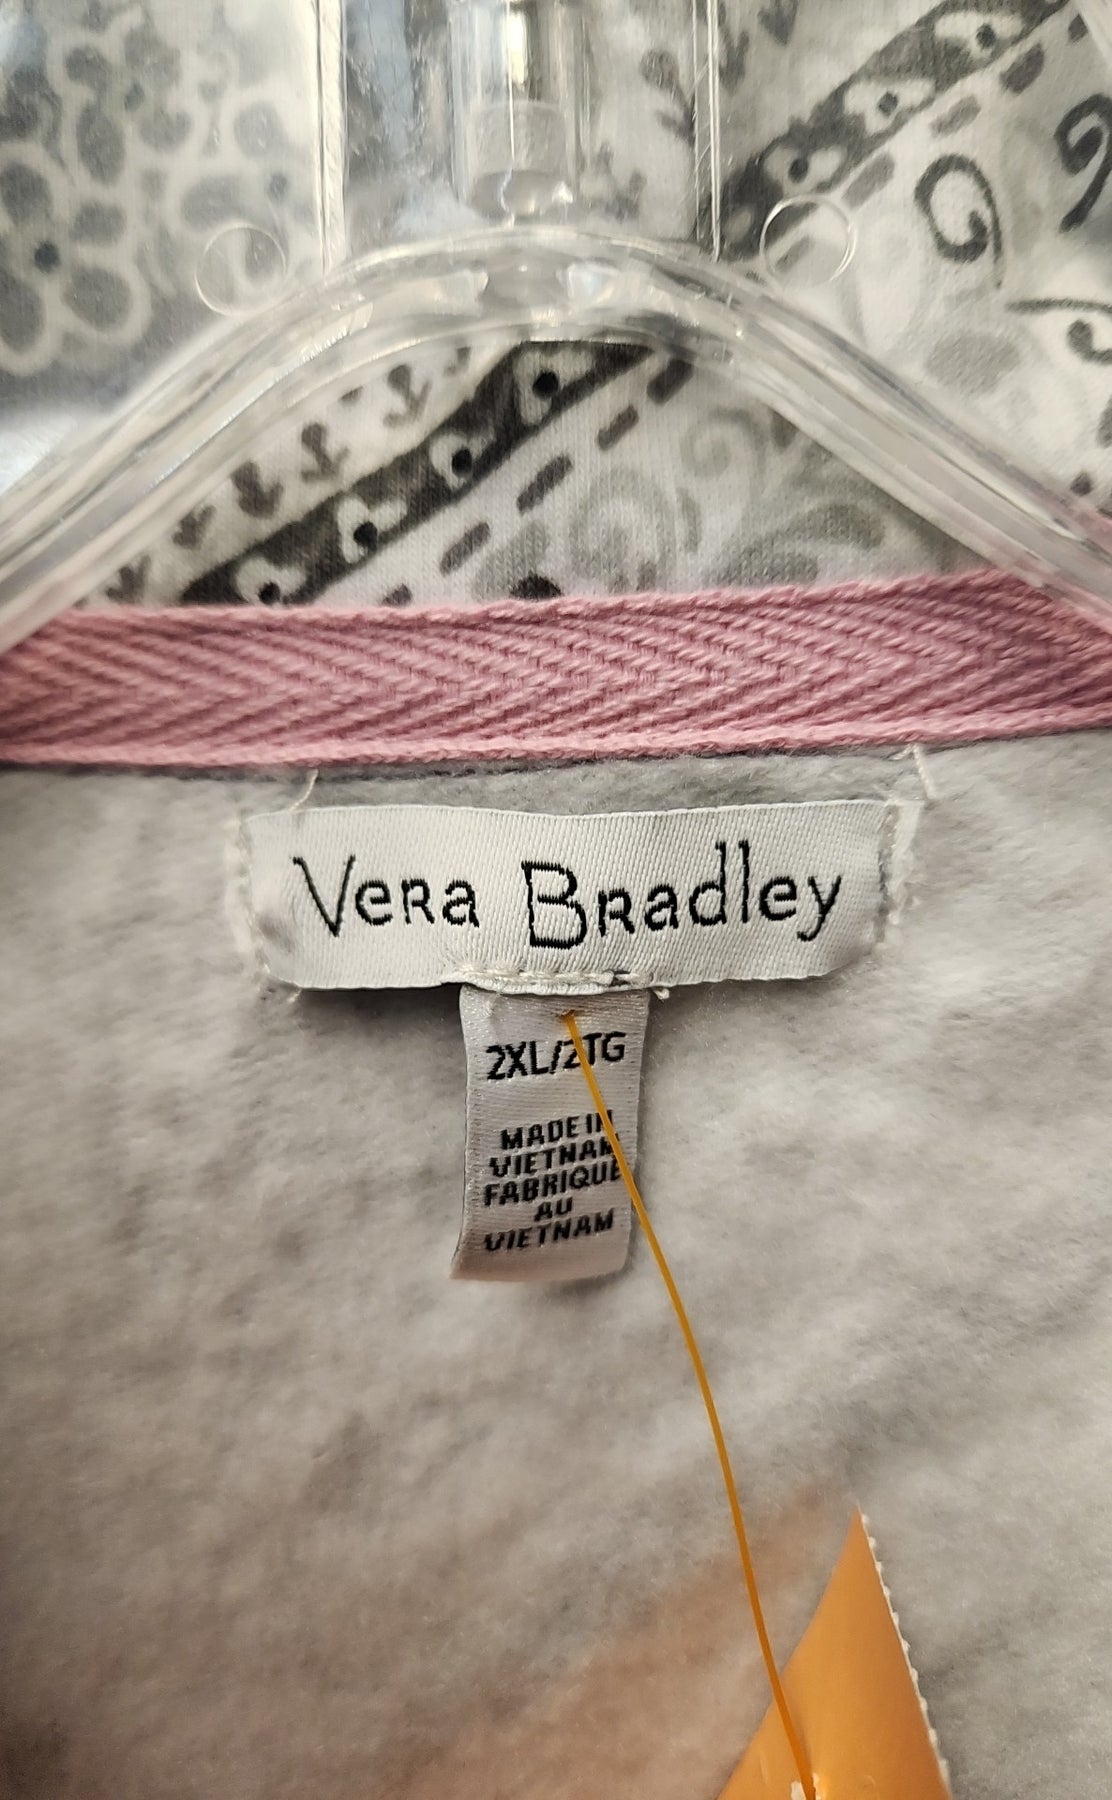 Vera Bradley
2XL/2TG
MADE IN
VIETNAM
FABRIQUE
AU
VIETNAM